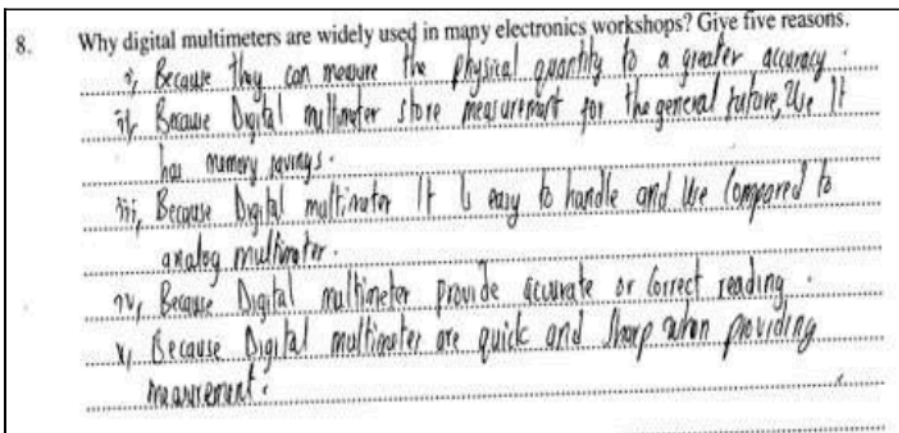 8. Why digital multimeters are widely used in many electronics workshops? Give five reasons.
i, Because they can measure the physical quantity to a greater accuracy.
ii, Because Digital multimeter store measurement for the general future, Use It
has memory savings.
iii, Because Digital multimeter It is easy to handle and Use Compared to
analog multimeter.
iv, Because Digital multimeter provide accurate or Correct reading.
v, Because Digital multimeter are quick and sharp when providing
measurement.